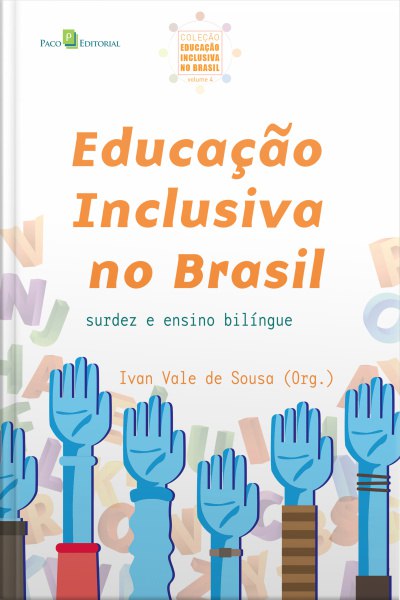 PACO EDITORIAL
COLEÇÃO
EDUCAÇÃO
INCLUSIVA
NO BRASIL
volume 4
Educação
Inclusiva
no Brasil
surdez e ensino bilíngue
Ivan Vale de Sousa (Org.)